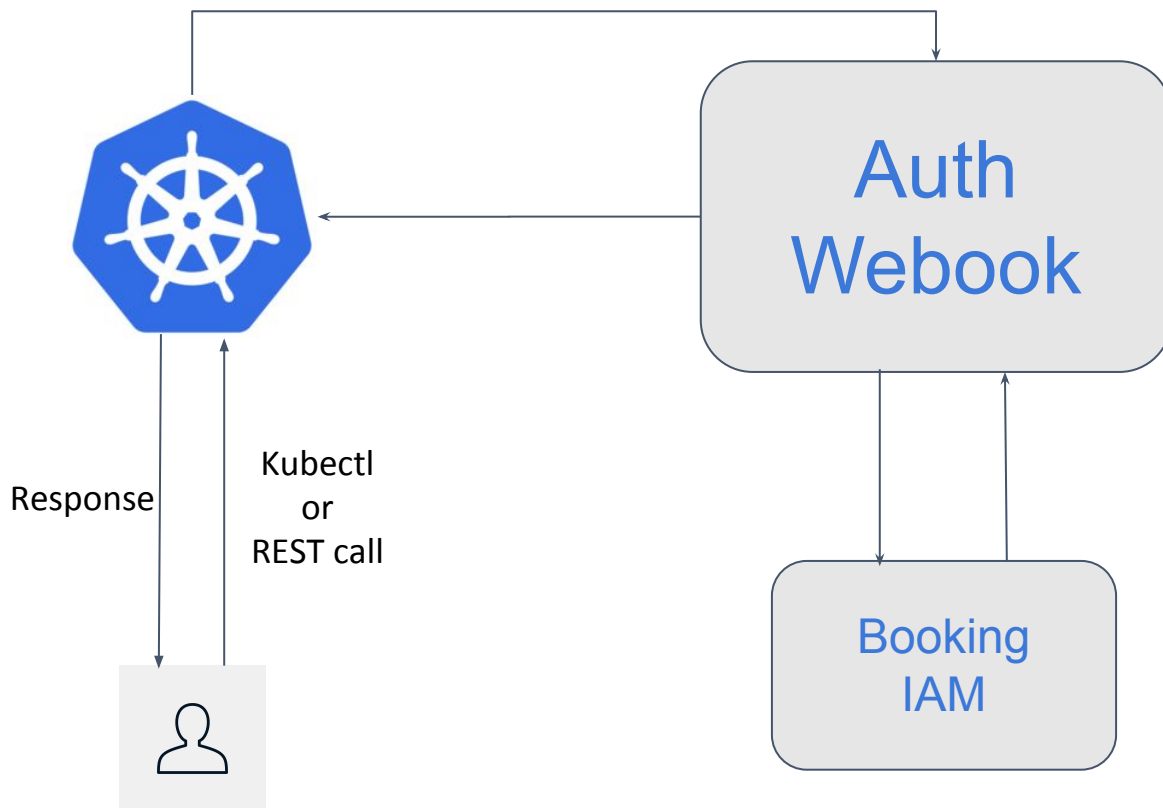 Auth
Webook
Response
Kubectl
or
REST call
Booking
IAM